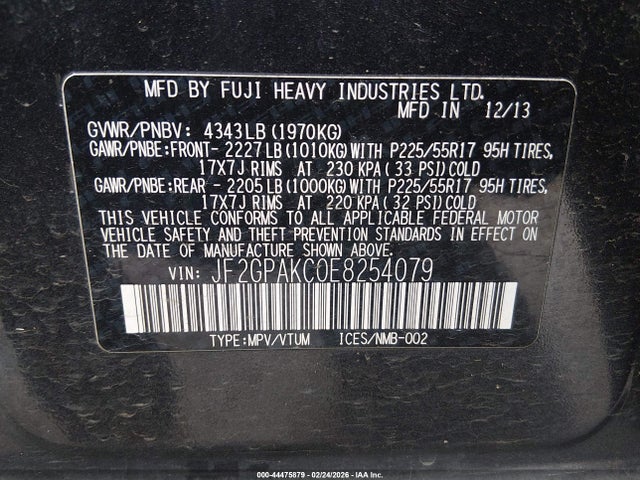 MFD BY FUJI HEAVY INDUSTRIES LTD.
MFD IN 12/13
GVWR/PNBV: 4343LB (1970KG)
GAWR/PNBE:FRONT- 2227LB (1010KG) WITH P225/55R17 95H TIRES,
17X7J RIMS AT 230 KPA ( 33 PSI) COLD
GAWR/PNBE:REAR - 2205LB (1000KG) WITH P225/55R17 95H TIRES,
17X7J RIMS AT 220 KPA ( 32 PSI) COLD
THIS VEHICLE CONFORMS TO ALL APPLICABLE FEDERAL MOTOR
VEHICLE SAFETY AND THEFT PREVENTION STANDARDS IN EFFECT ON
THE DATE OF MANUFACTURE SHOWN ABOVE.
VIN: JF2GPAKC0E8254079
TYPE:MPV/VTUM ICES/NMB-002
000-44475879 - 02/24/2026 - IAA Inc.